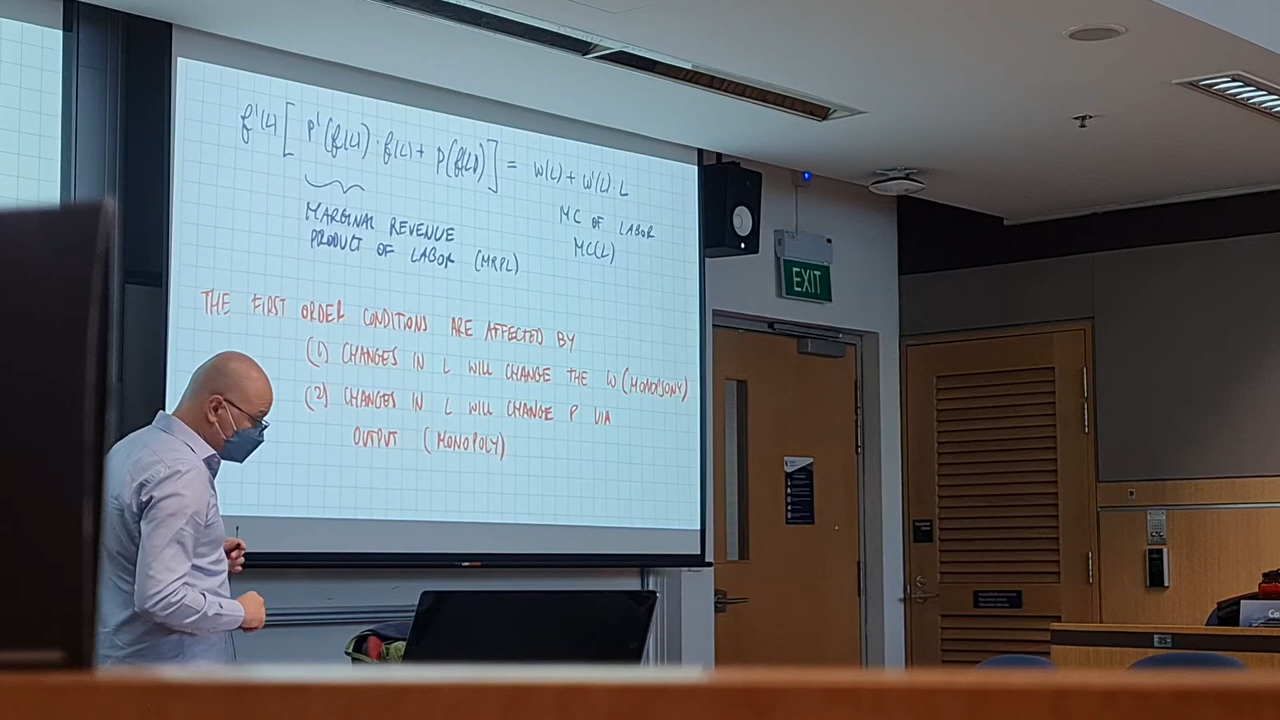 f'(L) [ p'(f(L)) · f(L) + p(f(L)) ] = w(L) + w'(L) · L
MARGINAL REVENUE
PRODUCT OF LABOR (MRPL)
MC OF LABOR
MC(L)
THE FIRST ORDER CONDITIONS ARE AFFECTED BY
(1) CHANGES IN L WILL CHANGE THE W (MONOPSONY)
(2) CHANGES IN L WILL CHANGE P VIA
OUTPUT (MONOPOLY)
EXIT